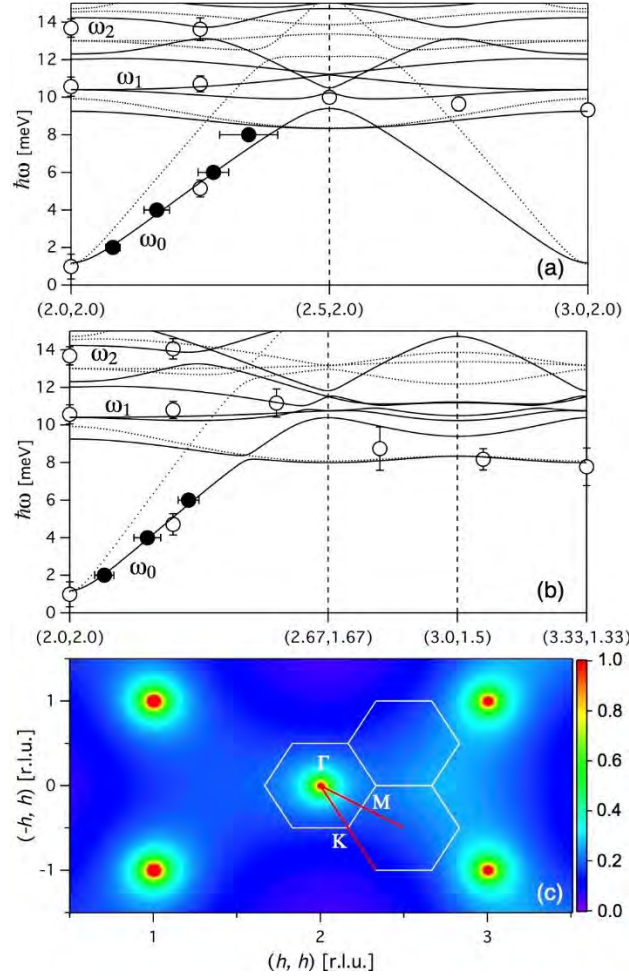 14
12
10
8
6
4
2
0
ħω [meV]
ω₂
ω₁
ω₀
(a)
(2.0,2.0)
(2.5,2.0)
(3.0,2.0)
14
12
10
8
6
4
2
0
ħω [meV]
ω₂
ω₁
ω₀
(b)
(2.0,2.0)
(2.67,1.67)
(3.0,1.5)
(3.33,1.33)
1
0
-1
(-h, h) [r.l.u.]
Γ
M
K
(c)
1.0
0.8
0.6
0.4
0.2
0.0
1
2
3
(h, h) [r.l.u.]